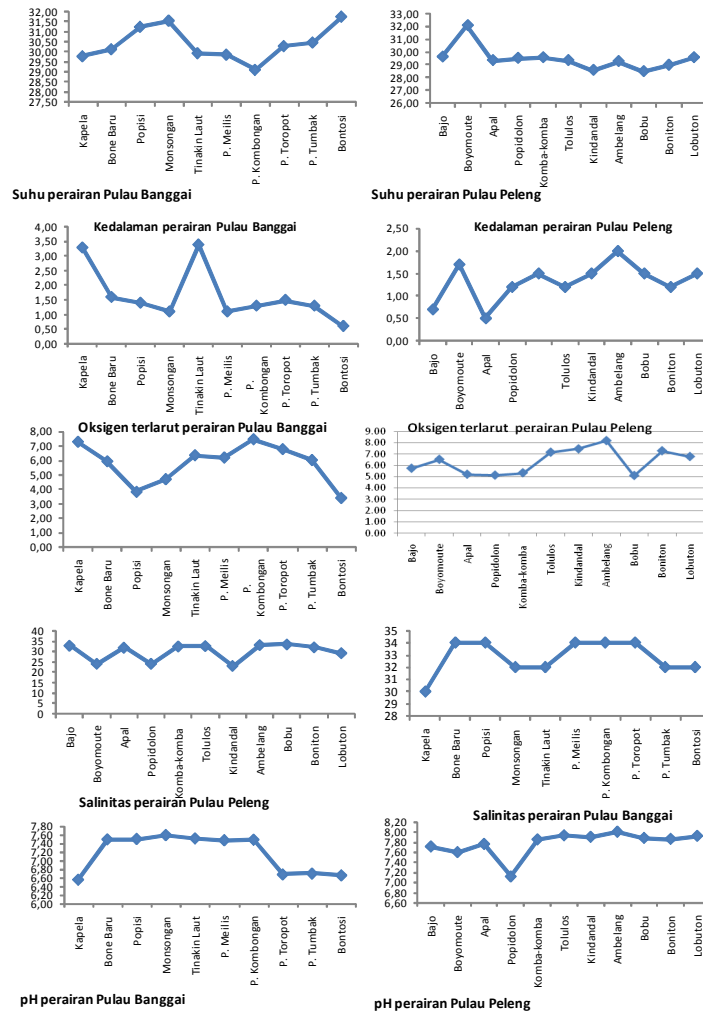 32,00
31,50
31,00
30,50
30,00
29,50
29,00
28,50
28,00
27,50
Kapela
Bone Baru
Popisi
Monsongan
Tinakin Laut
P. Meilis
P. Kombongan
P. Toropot
P. Tumbak
Bontosi
Suhu perairan Pulau Banggai
33,00
32,00
31,00
30,00
29,00
28,00
27,00
26,00
Bajo
Boyomoute
Apal
Popidolon
Komba-komba
Tolulos
Kindandal
Ambelang
Bobu
Boniton
Lobuton
Suhu perairan Pulau Peleng
Kedalaman perairan Pulau Banggai
4,00
3,50
3,00
2,50
2,00
1,50
1,00
0,50
0,00
Kapela
Bone Baru
Popisi
Monsongan
Tinakin Laut
P. Meilis
P.
Kombongan
P. Toropot
P. Tumbak
Bontosi
Kedalaman perairan Pulau Peleng
2,50
2,00
1,50
1,00
0,50
0,00
Bajo
Boyomoute
Apal
Popidolon
Tolulos
Kindandal
Ambelang
Bobu
Boniton
Lobuton
Oksigen terlarut perairan Pulau Banggai
8,00
7,00
6,00
5,00
4,00
3,00
2,00
1,00
0,00
Kapela
Bone Baru
Popisi
Monsongan
Tinakin Laut
P. Meilis
P.
Kombongan
P. Toropot
P. Tumbak
Bontosi
Oksigen terlarut perairan Pulau Peleng
9.00
8.00
7.00
6.00
5.00
4.00
3.00
2.00
1.00
0.00
Bajo
Boyomoute
Apal
Popidolon
Komba-komba
Tolulos
Kindandal
Ambelang
Bobu
Boniton
Lobuton
40
35
30
25
20
15
10
5
0
Bajo
Boyomoute
Apal
Popidolon
Komba-komba
Tolulos
Kindandal
Ambelang
Bobu
Boniton
Lobuton
Salinitas perairan Pulau Peleng
35
34
33
32
31
30
29
28
Kapela
Bone Baru
Popisi
Monsongan
Tinakin Laut
P. Meilis
P. Kombongan
P. Toropot
P. Tumbak
Bontosi
Salinitas perairan Pulau Banggai
7,80
7,60
7,40
7,20
7,00
6,80
6,60
6,40
6,20
6,00
Kapela
Bone Baru
Popisi
Monsongan
Tinakin Laut
P. Meilis
P. Kombongan
P. Toropot
P. Tumbak
Bontosi
pH perairan Pulau Banggai
8,20
8,00
7,80
7,60
7,40
7,20
7,00
6,80
6,60
Bajo
Boyomoute
Apal
Popidolon
Komba-komba
Tolulos
Kindandal
Ambelang
Bobu
Boniton
Lobuton
pH perairan Pulau Peleng